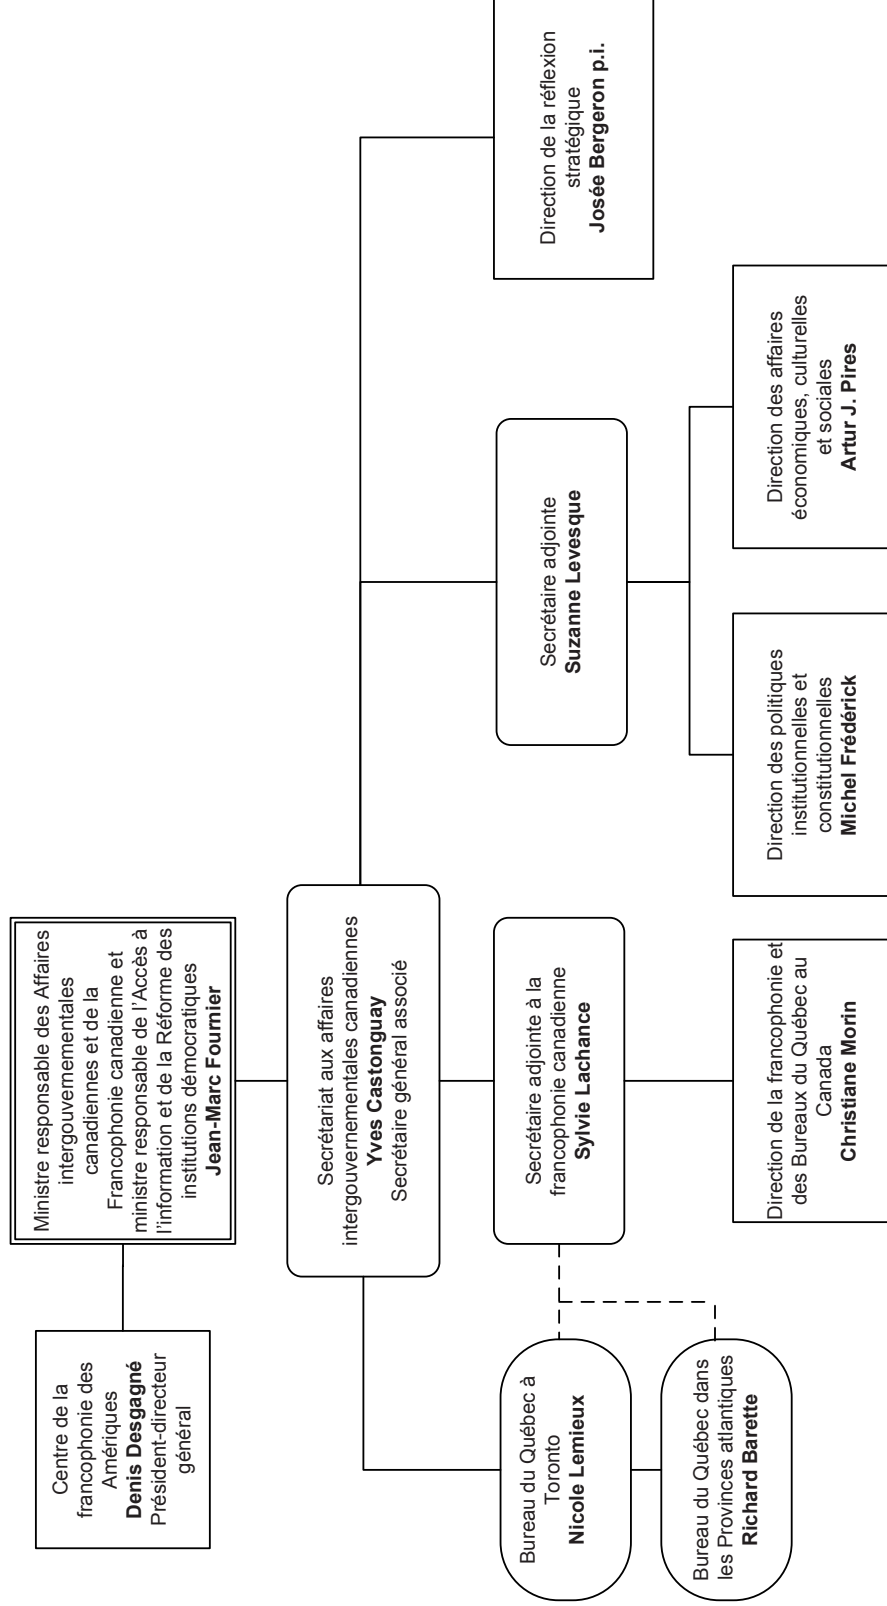 Centre de la
francophonie des
Amériques
Denis Desgagné
Président-directeur
général
Ministre responsable des Affaires
intergouvernementales
canadiennes et de la
Francophonie canadienne et
ministre responsable de l'Accès à
l'information et de la Réforme des
institutions démocratiques
Jean-Marc Fournier
Secrétariat aux affaires
intergouvernementales canadiennes
Yves Castonguay
Secrétaire général associé
Bureau du Québec à
Toronto
Nicole Lemieux
Bureau du Québec dans
les Provinces atlantiques
Richard Barette
Secrétaire adjointe à la
francophonie canadienne
Sylvie Lachance
Secrétaire adjointe
Suzanne Levesque
Direction de la réflexion
stratégique
Josée Bergeron p.i.
Direction de la francophonie et
des Bureaux du Québec au
Canada
Christiane Morin
Direction des politiques
institutionnelles et
constitutionnelles
Michel Frédérick
Direction des affaires
économiques, culturelles
et sociales
Artur J. Pires